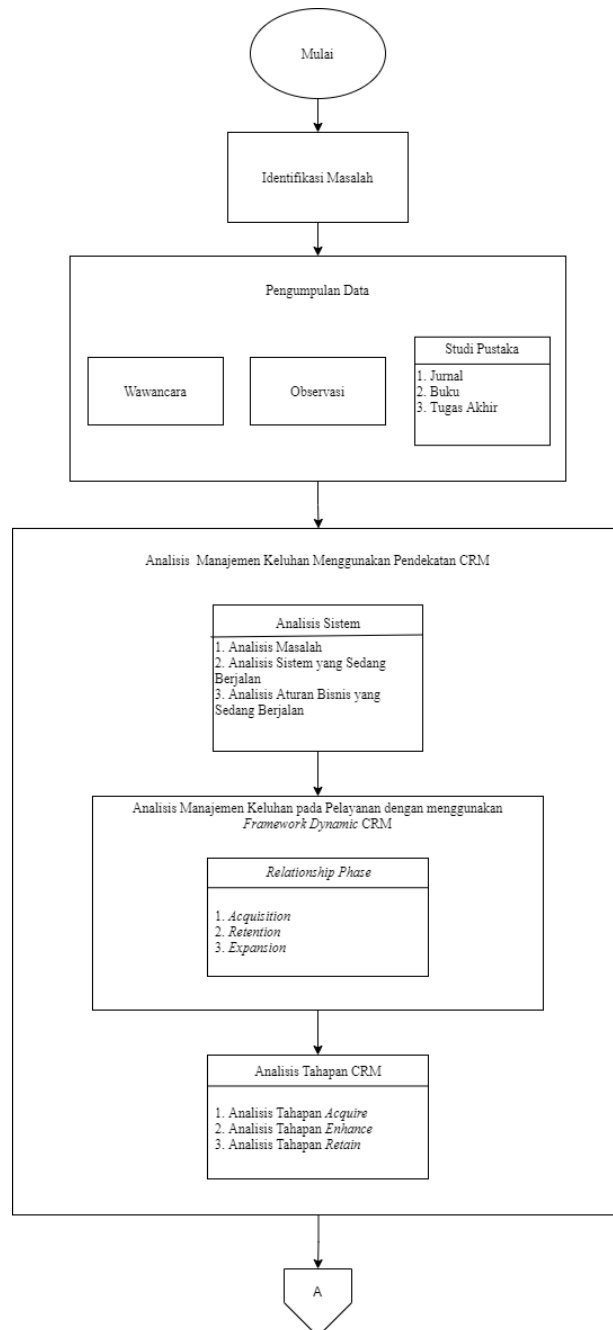 Mulai
Identifikasi Masalah
Pengumpulan Data
Wawancara
Observasi
Studi Pustaka
1. Jurnal
2. Buku
3. Tugas Akhir
Analisis Manajemen Keluhan Menggunakan Pendekatan CRM
Analisis Sistem
1. Analisis Masalah
2. Analisis Sistem yang Sedang
Berjalan
3. Analisis Aturan Bisnis yang
Sedang Berjalan
Analisis Manajemen Keluhan pada Pelayanan dengan menggunakan
Framework Dynamic CRM
Relationship Phase
1. Acquisition
2. Retention
3. Expansion
Analisis Tahapan CRM
1. Analisis Tahapan Acquire
2. Analisis Tahapan Enhance
3. Analisis Tahapan Retain
A